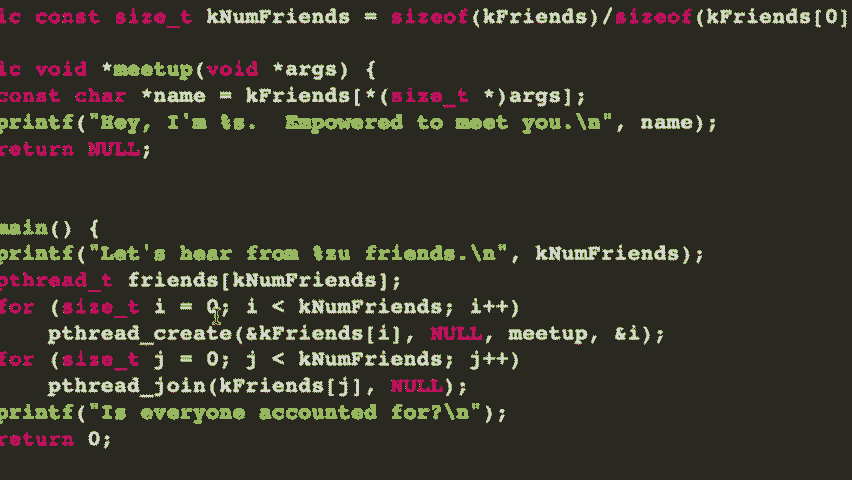 ic const size_t kNumFriends = sizeof(kFriends)/sizeof(kFriends[0]
ic void *meetup(void *args) {
const char *name = kFriends[*(size_t *)args];
printf("Hey, I'm %s.  Empowered to meet you.\n", name);
return NULL;
main() {
printf("Let's hear from %zu friends.\n", kNumFriends);
pthread_t friends[kNumFriends];
for (size_t i = 0; i < kNumFriends; i++)
pthread_create(&kFriends[i], NULL, meetup, &i);
for (size_t j = 0; j < kNumFriends; j++)
pthread_join(kFriends[j], NULL);
printf("Is everyone accounted for?\n");
return 0;